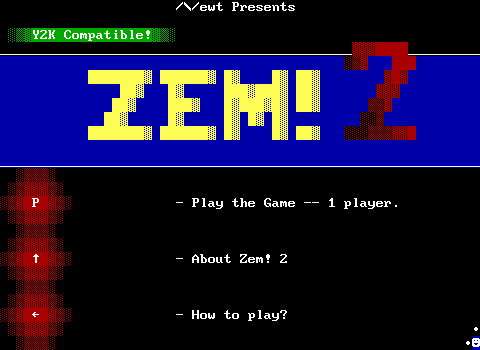 /\/ewt Presents
Y2K Compatible!
ZEM! 2
P - Play the Game -- 1 player.
↑ - About Zem! 2
← - How to play?